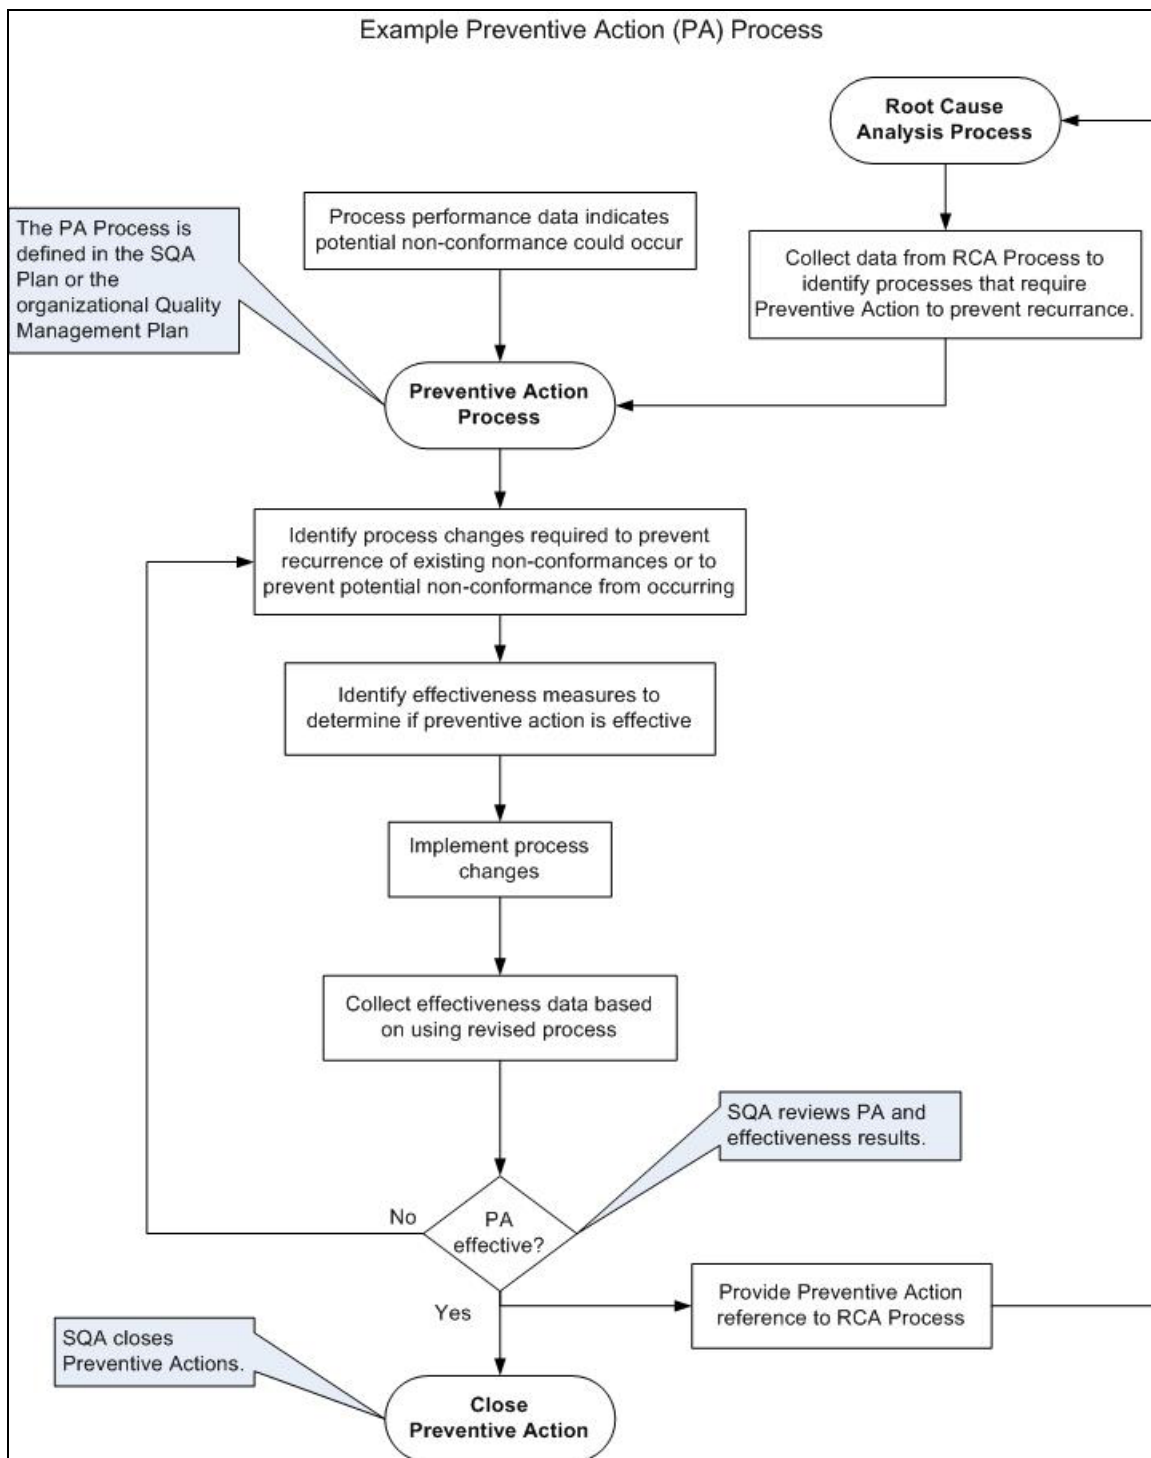 Example Preventive Action (PA) Process
Root Cause
Analysis Process
Process performance data indicates
potential non-conformance could occur
The PA Process is
defined in the SQA
Plan or the
organizational Quality
Management Plan
Collect data from RCA Process to
identify processes that require
Preventive Action to prevent recurrance.
Preventive Action
Process
Identify process changes required to prevent
recurrence of existing non-conformances or to
prevent potential non-conformance from occurring
Identify effectiveness measures to
determine if preventive action is effective
Implement process
changes
Collect effectiveness data based
on using revised process
SQA reviews PA and
effectiveness results.
No
PA
effective?
Yes
Provide Preventive Action
reference to RCA Process
SQA closes
Preventive Actions.
Close
Preventive Action